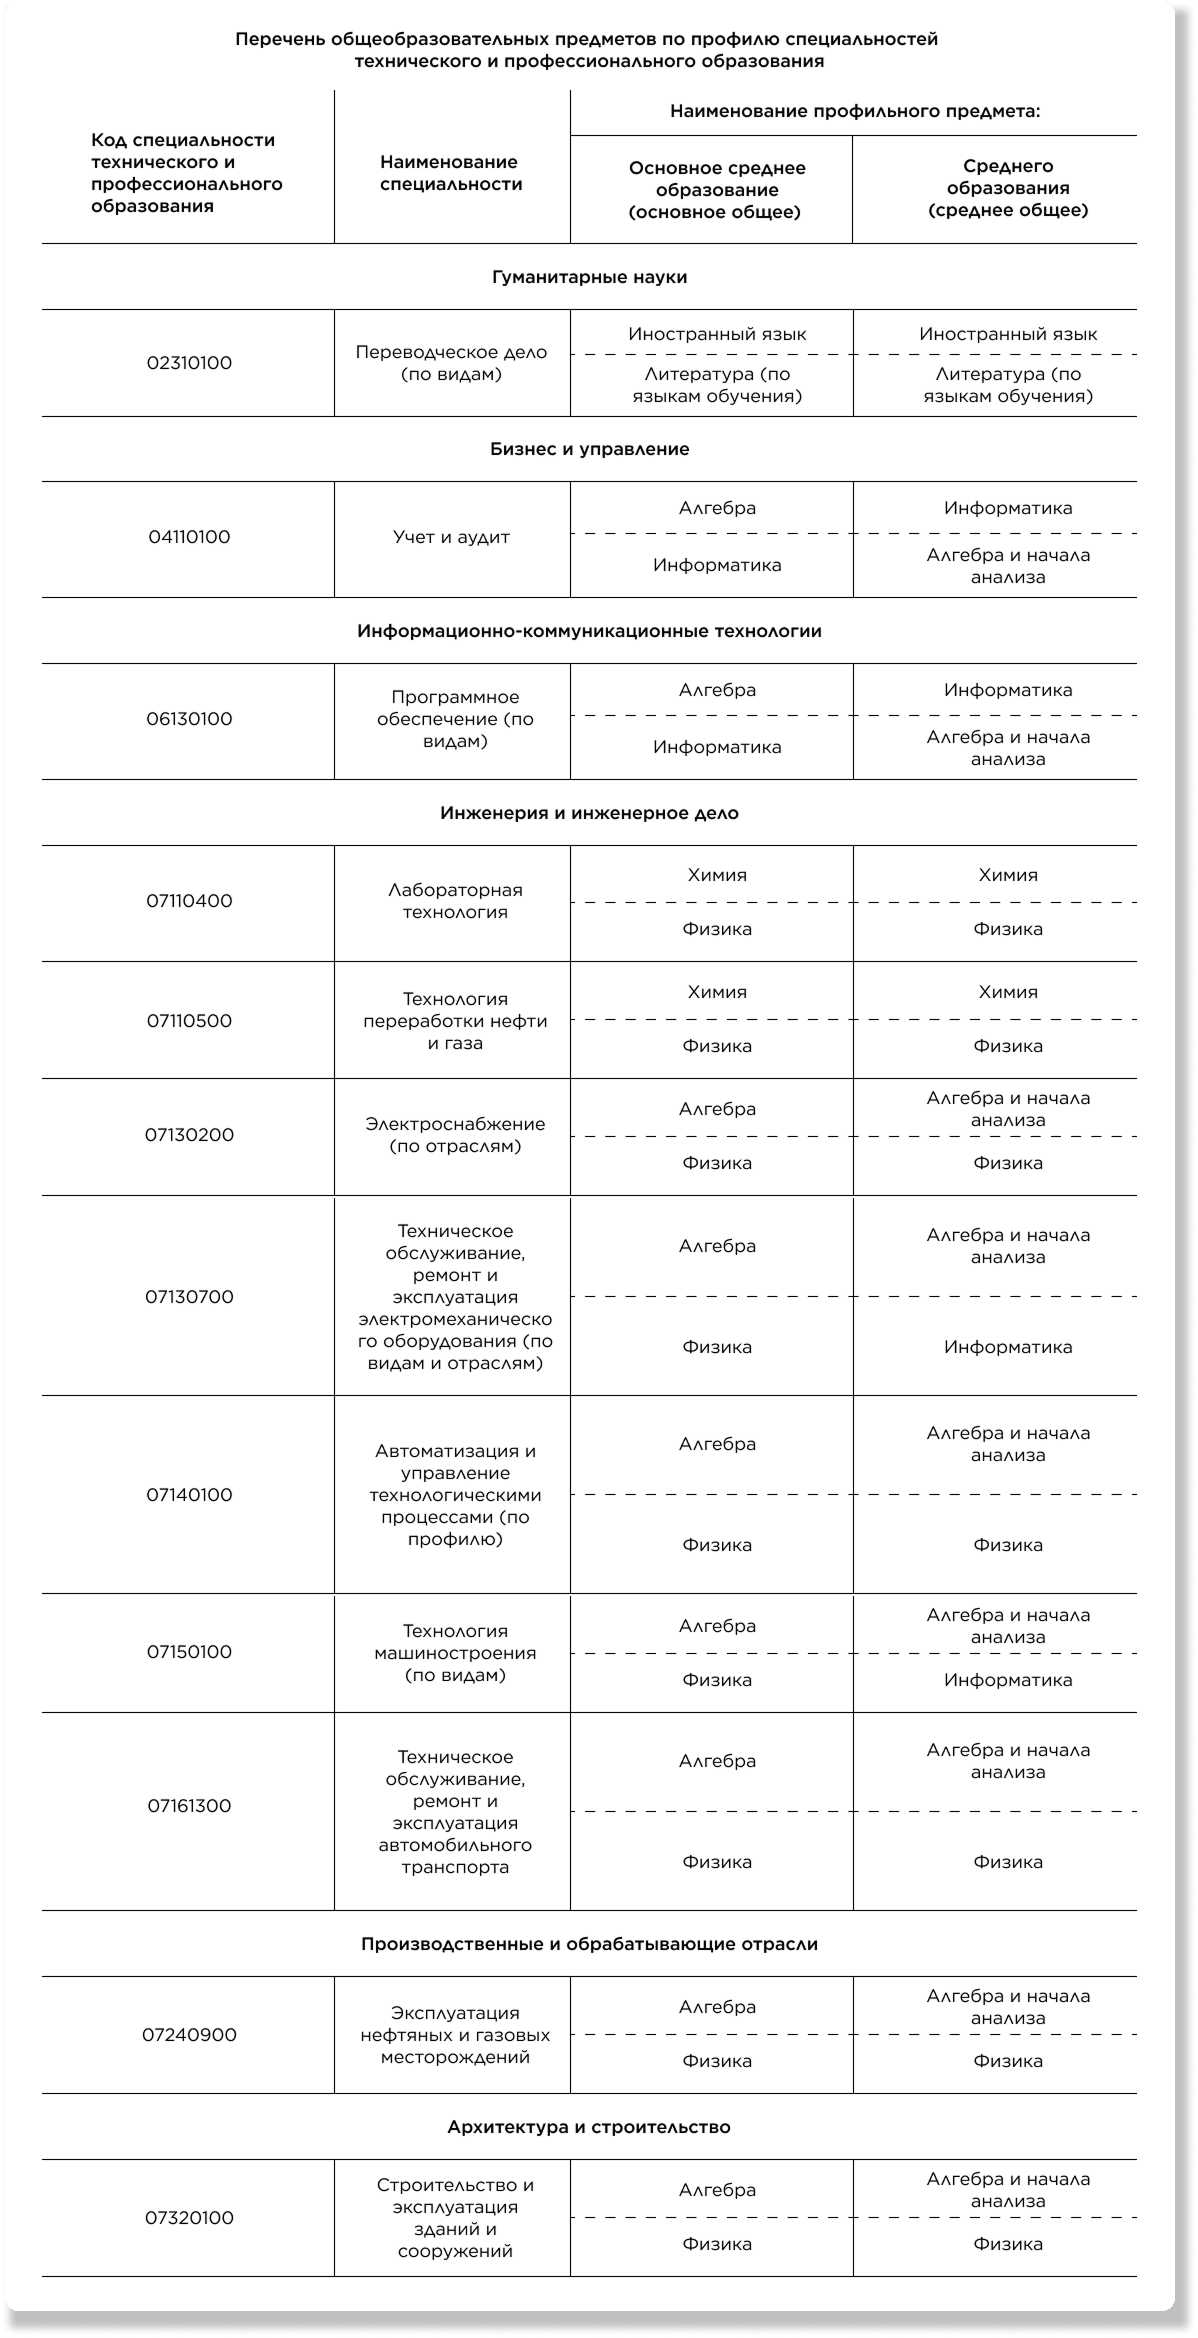 Перечень общеобразовательных предметов по профилю специальностей
технического и профессионального образования
Код специальности
технического и
профессионального
образования
Наименование
специальности
Наименование профильного предмета:
Основное среднее
образование
(основное общее)
Среднего
образования
(среднее общее)
Гуманитарные науки
02310100
Переводческое дело
(по видам)
Иностранный язык
Иностранный язык
Литература (по
языкам обучения)
Литература (по
языкам обучения)
Бизнес и управление
04110100
Учет и аудит
Алгебра
Информатика
Информатика
Алгебра и начала
анализа
Информационно-коммуникационные технологии
06130100
Программное
обеспечение (по
видам)
Алгебра
Информатика
Информатика
Алгебра и начала
анализа
Инженерия и инженерное дело
07110400
Лабораторная
технология
Химия
Химия
Физика
Физика
07110500
Технология
переработки нефти
и газа
Химия
Химия
Физика
Физика
07130200
Электроснабжение
(по отраслям)
Алгебра
Алгебра и начала
анализа
Физика
Физика
07130700
Техническое
обслуживание,
ремонт и
эксплуатация
электромеханическо
го оборудования (по
видам и отраслям)
Алгебра
Алгебра и начала
анализа
Физика
Информатика
07140100
Автоматизация и
управление
технологическими
процессами (по
профилю)
Алгебра
Алгебра и начала
анализа
Физика
Физика
07150100
Технология
машиностроения
(по видам)
Алгебра
Алгебра и начала
анализа
Физика
Информатика
07161300
Техническое
обслуживание,
ремонт и
эксплуатация
автомобильного
транспорта
Алгебра
Алгебра и начала
анализа
Физика
Физика
Производственные и обрабатывающие отрасли
07240900
Эксплуатация
нефтяных и газовых
месторождений
Алгебра
Алгебра и начала
анализа
Физика
Физика
Архитектура и строительство
07320100
Строительство и
эксплуатация
зданий и
сооружений
Алгебра
Алгебра и начала
анализа
Физика
Физика